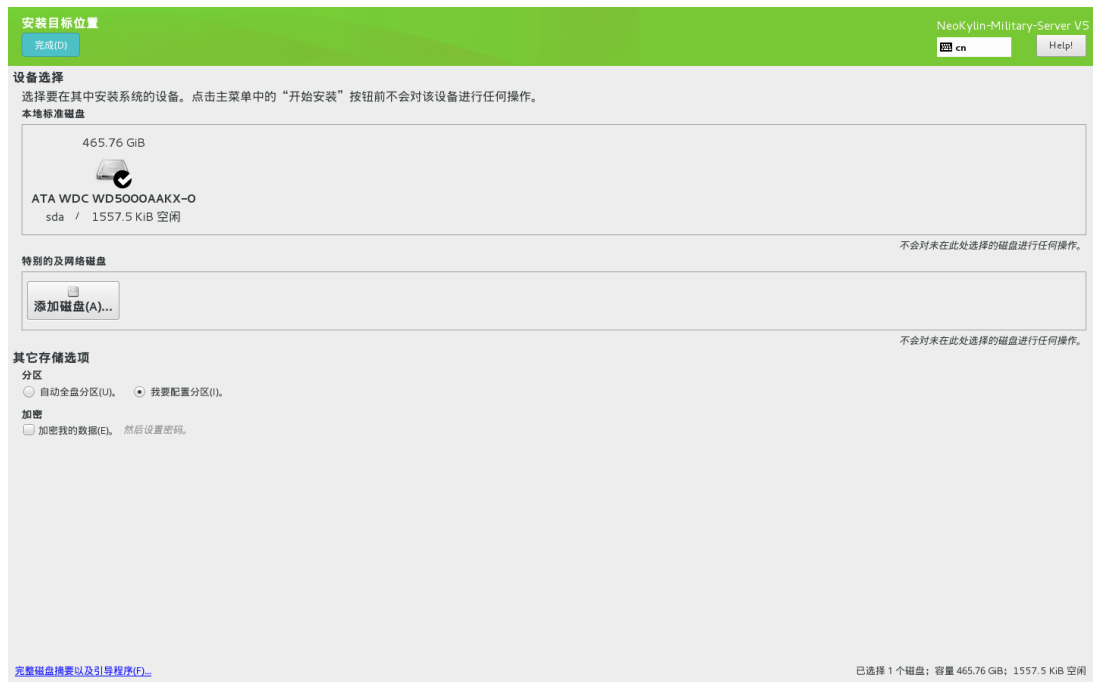 安装目标位置
NeoKylin-Military-Server V5
完成(D)
cn
Help!
设备选择
选择要在其中安装系统的设备。点击主菜单中的“开始安装”按钮前不会对该设备进行任何操作。
本地标准磁盘
465.76 GiB
ATA WDC WD5000AAKX-0
sda / 1557.5 KiB 空闲
不会对未在此处选择的磁盘进行任何操作。
特别的及网络磁盘
添加磁盘(A)...
不会对未在此处选择的磁盘进行任何操作。
其它存储选项
分区
自动全盘分区(U)。 我要配置分区(I)。
加密
加密我的数据(E)。 然后设置密码。
完整磁盘摘要以及引导程序(F)... 已选择 1 个磁盘；容量 465.76 GiB；1557.5 KiB 空闲